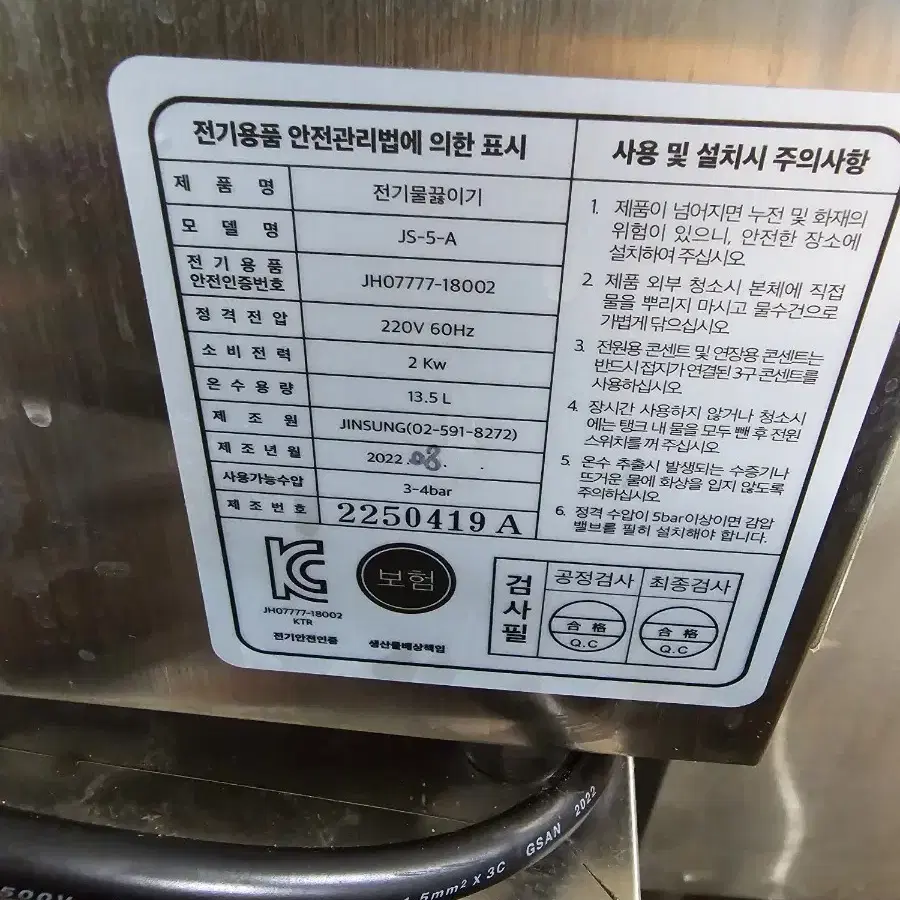 전기용품 안전관리법에 의한 표시
제 품 명 전기물끓이기
모 델 명 JS-5-A
전 기 용 품
안전인증번호 JH07777-18002
정 격 전 압 220V 60Hz
소 비 전 력 2 Kw
온 수 용 량 13.5 L
제 조 원 JINSUNG(02-591-8272)
제 조 년 월 2022.08.
사용가능수압 3-4bar
제 조 번 호 2250419 A
JH07777-18002
KTR
전기안전인증
보험
생산물배상책임
사용 및 설치시 주의사항
1. 제품이 넘어지면 누전 및 화재의
위험이 있으니, 안전한 장소에
설치하여 주십시오
2. 제품 외부 청소시 본체에 직접
물을 뿌리지 마시고 물수건으로
가볍게 닦으십시오
3. 전원용 콘센트 및 연장용 콘센트는
반드시 접지가 연결된 3구 콘센트를
사용하십시오
4. 장시간 사용하지 않거나 청소시
에는 탱크 내 물을 모두 뺀 후 전원
스위치를 꺼 주십시오
5. 온수 추출시 발생되는 수증기나
뜨거운 물에 화상을 입지 않도록
주의하십시오
6. 정격 수압이 5bar이상이면 감압
밸브를 필히 설치해야 합니다.
검사필
공정검사 최종검사
合 格 合 格
Q.C Q.C
500V
.5mm² x 3C GSAN 2022